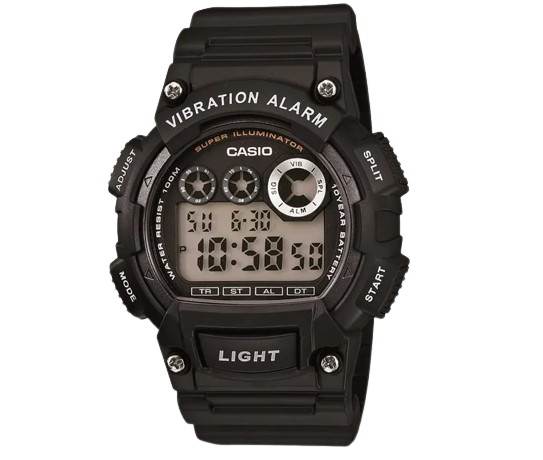 VIBRATION ALARM
SUPER ILLUMINATOR
CASIO
ADJUST
SPLIT
WATER RESIST 100M
10YEAR BATTERY
VIB
SIG
SPL
ALM
SU 6:30
P 10:58 50
TR ST AL DT
MODE
START
LIGHT